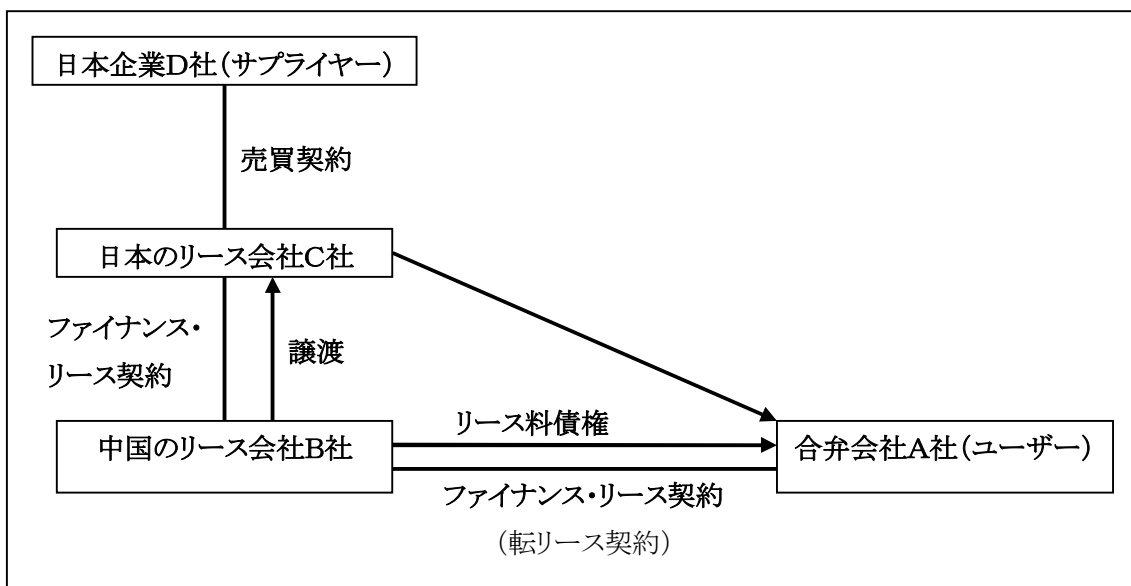 日本企業D社(サプライヤー)
売買契約
日本のリース会社C社
ファイナンス・
リース契約
譲渡
中国のリース会社B社
リース料債権
合弁会社A社(ユーザー)
ファイナンス・リース契約
(転リース契約)